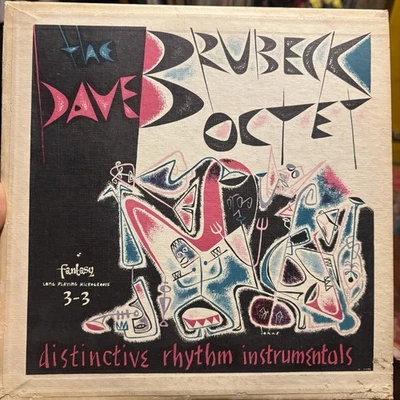 the
DAVE BRUBECK
OCTET
fantasy
LONG PLAYING MICROGROOVE
3-3
distinctive rhythm instrumentals